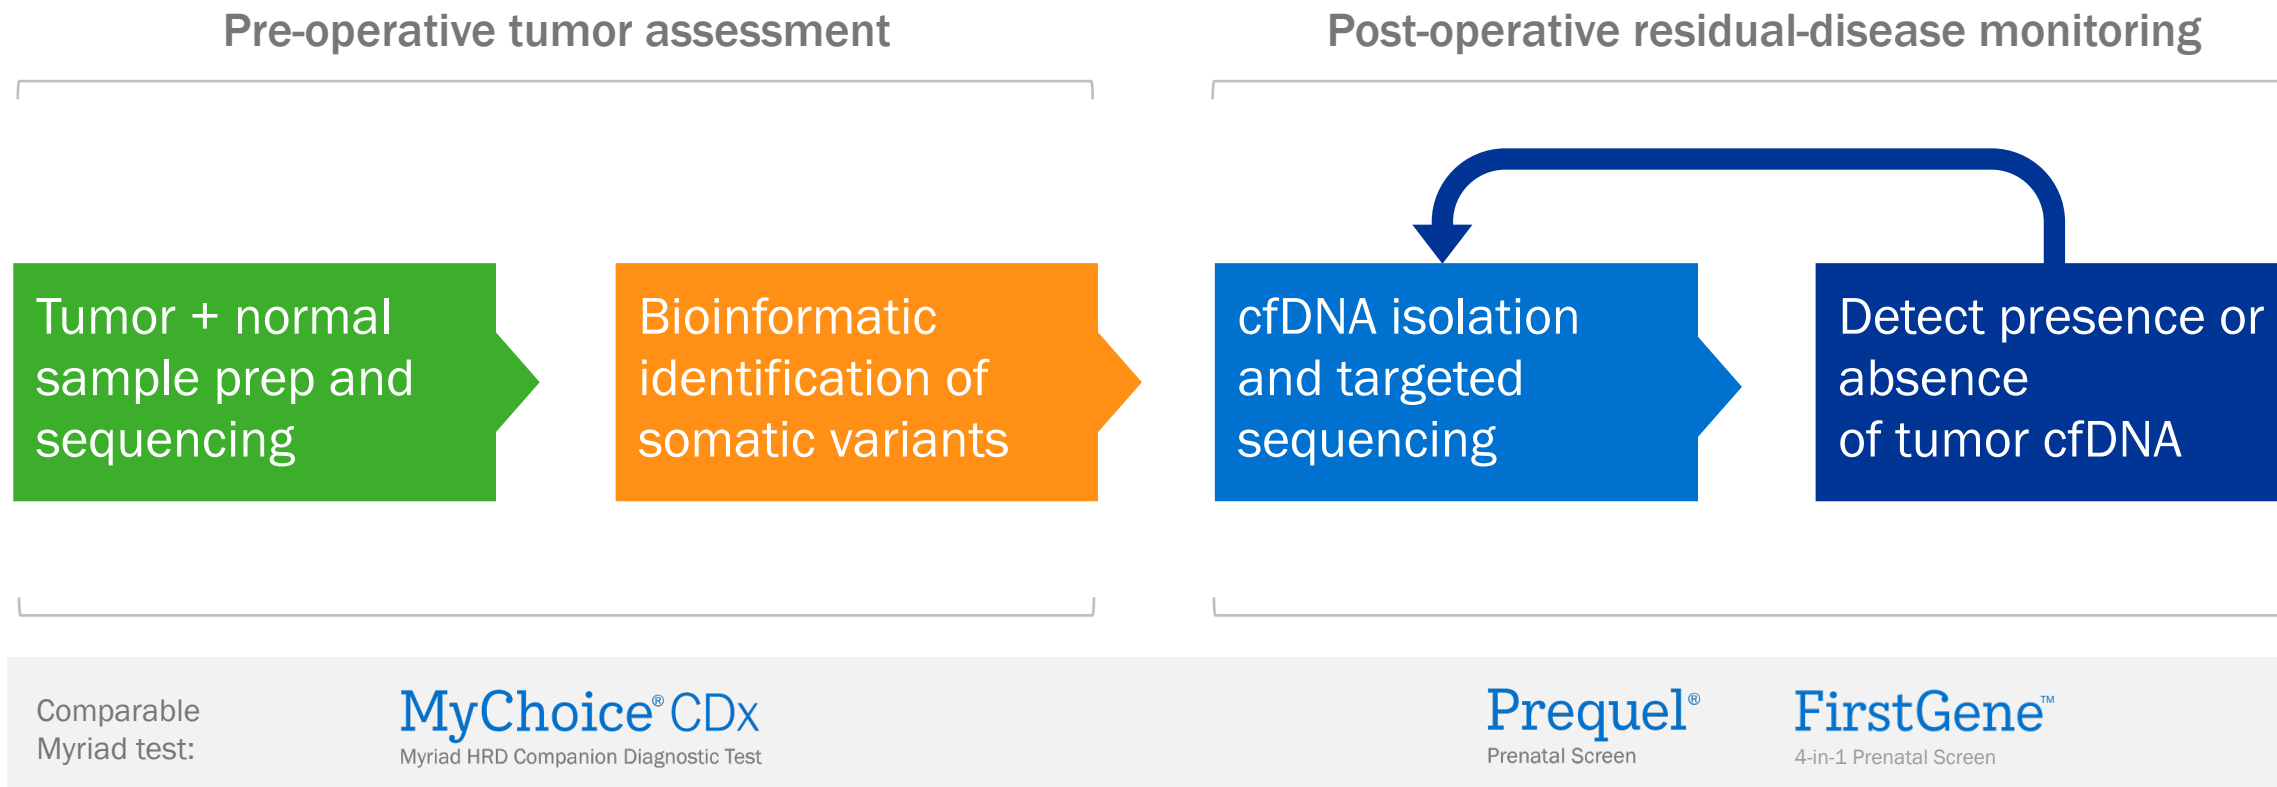 Pre-operative tumor assessment
Post-operative residual-disease monitoring
Tumor + normal
sample prep and
sequencing
Bioinformatic
identification of
somatic variants
cfDNA isolation
and targeted
sequencing
Detect presence or
absence
of tumor cfDNA
Comparable
Myriad test:
MyChoice® CDx
Myriad HRD Companion Diagnostic Test
Prequel®
Prenatal Screen
FirstGene™
4-in-1 Prenatal Screen